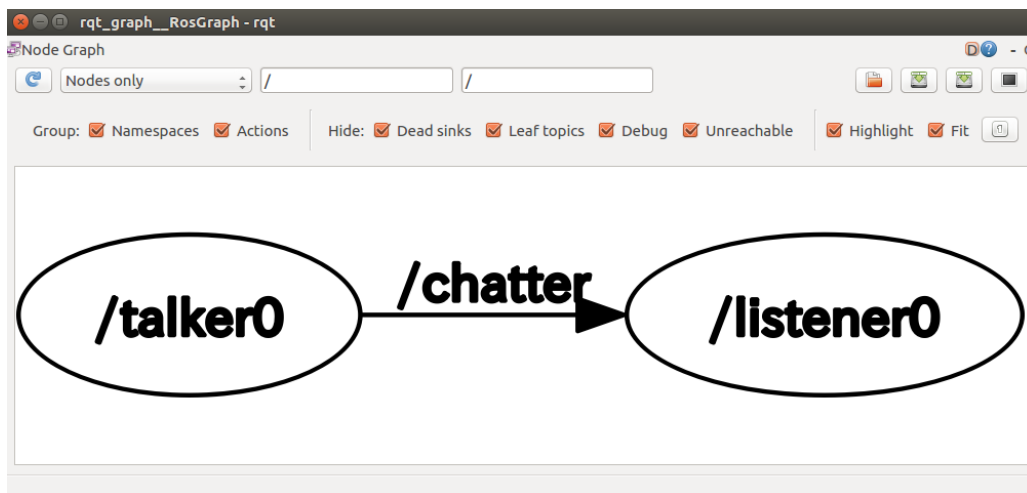 rqt_graph__RosGraph - rqt
Node Graph D ? -
Nodes only / /
Group: Namespaces Actions Hide: Dead sinks Leaf topics Debug Unreachable Highlight Fit
/chatter
/talker0 /listener0